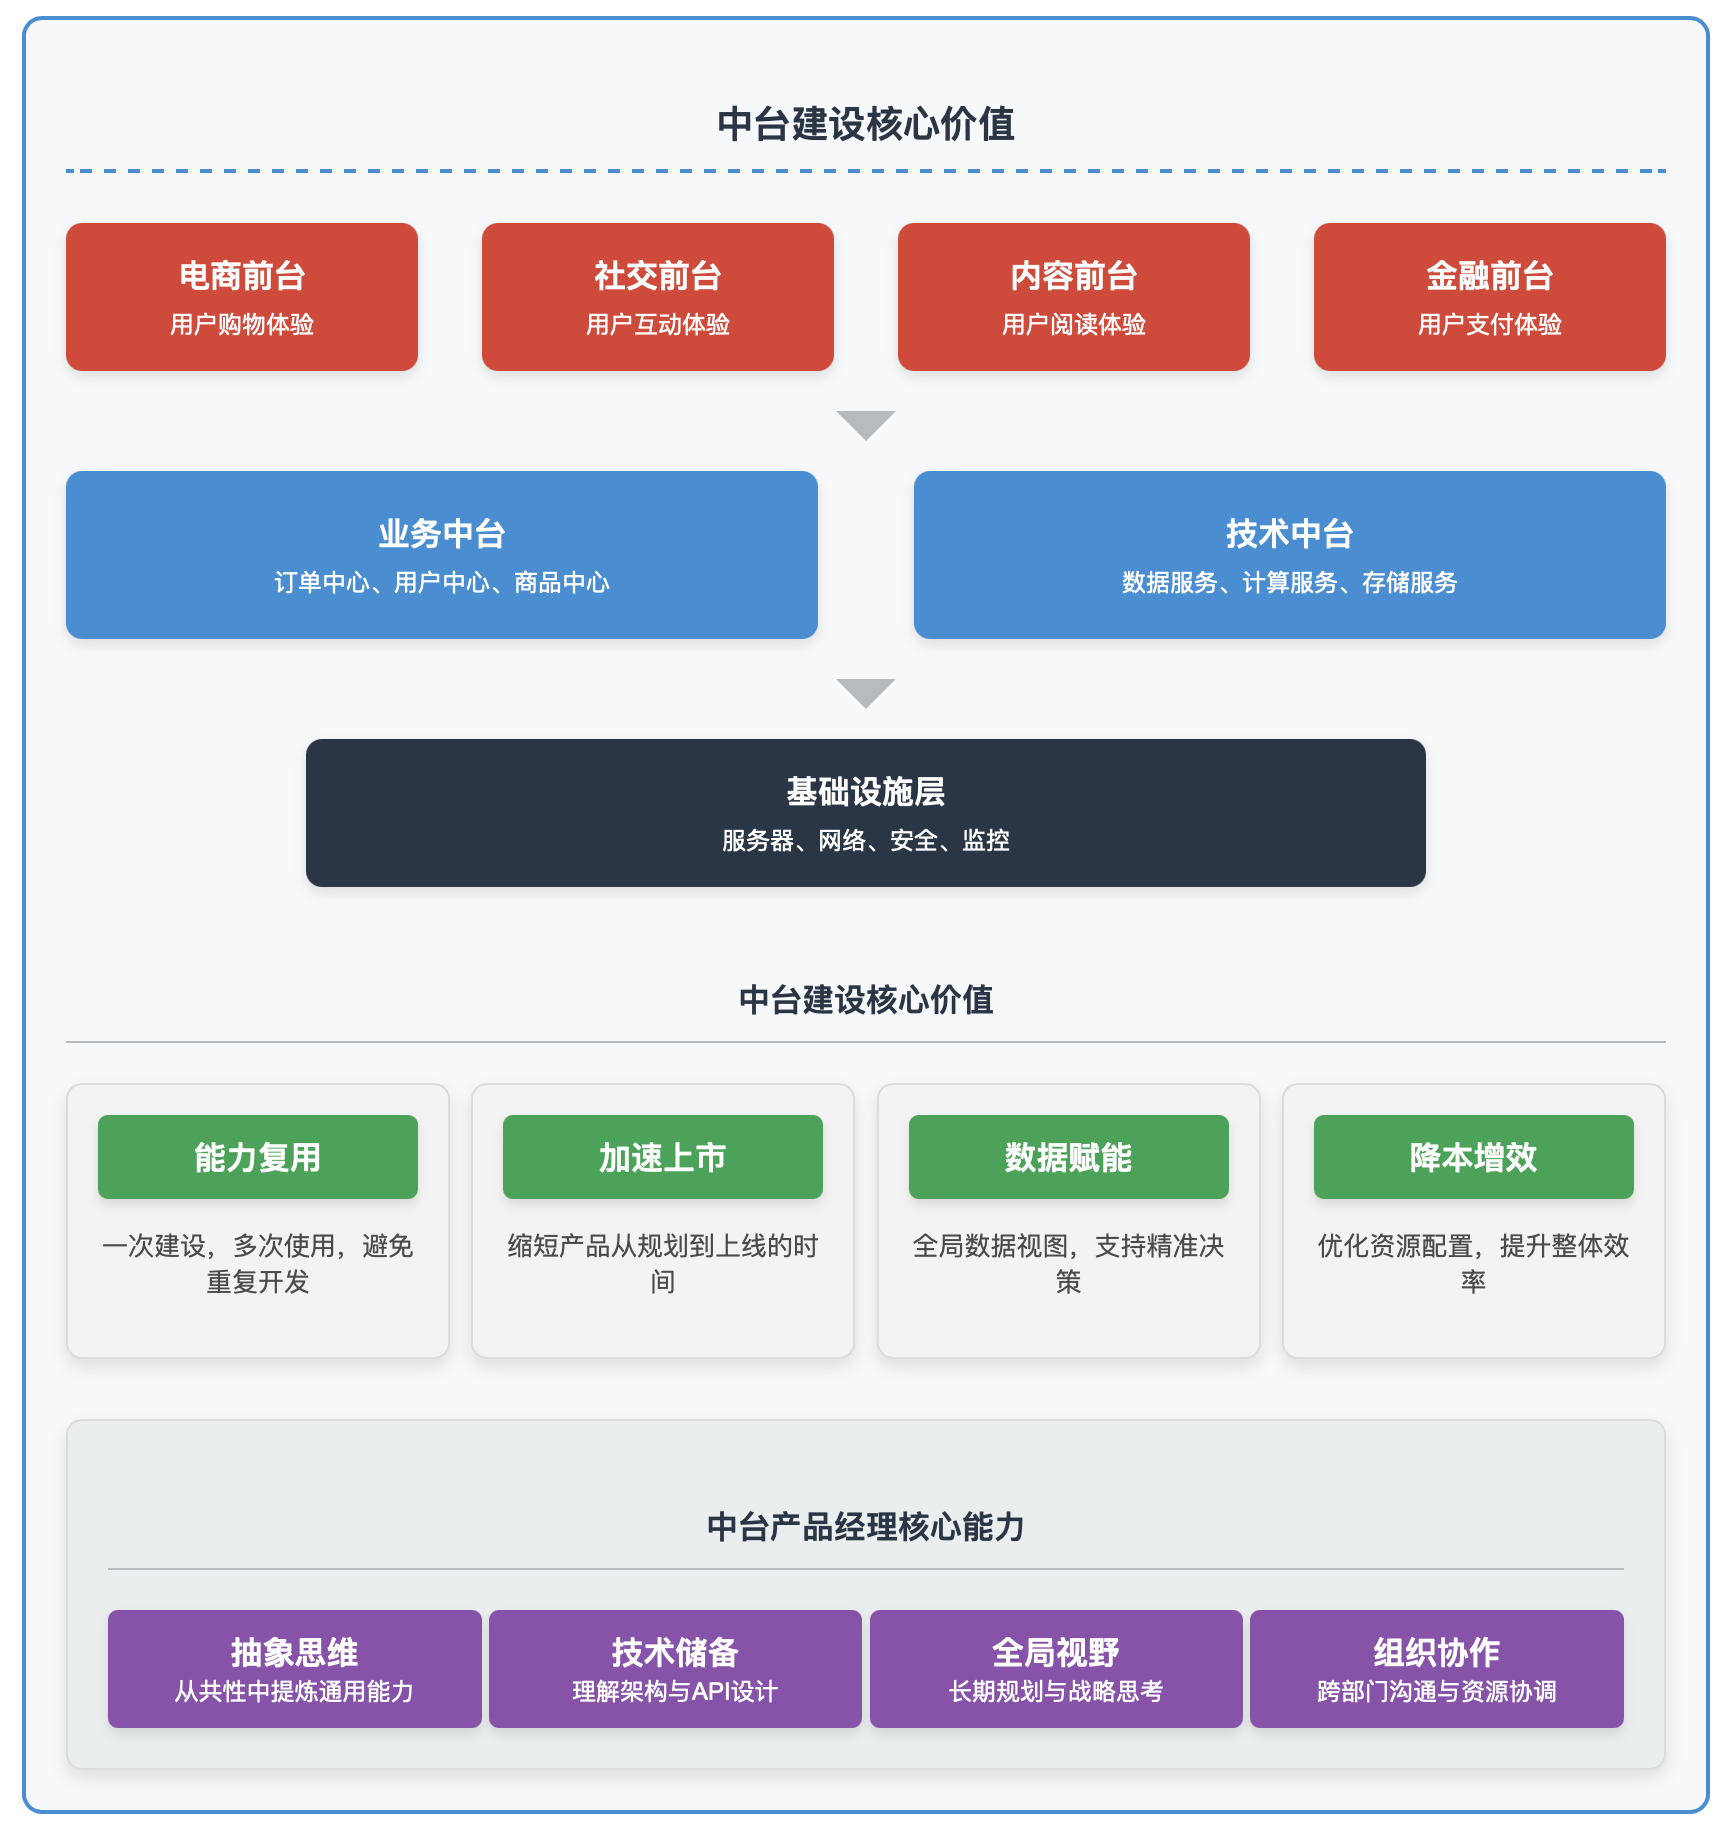 中台建设核心价值
电商前台
用户购物体验
社交前台
用户互动体验
内容前台
用户阅读体验
金融前台
用户支付体验
业务中台
订单中心、用户中心、商品中心
技术中台
数据服务、计算服务、存储服务
基础设施层
服务器、网络、安全、监控
中台建设核心价值
能力复用
一次建设，多次使用，避免
重复开发
加速上市
缩短产品从规划到上线的时
间
数据赋能
全局数据视图，支持精准决
策
降本增效
优化资源配置，提升整体效
率
中台产品经理核心能力
抽象思维
从共性中提炼通用能力
技术储备
理解架构与API设计
全局视野
长期规划与战略思考
组织协作
跨部门沟通与资源协调